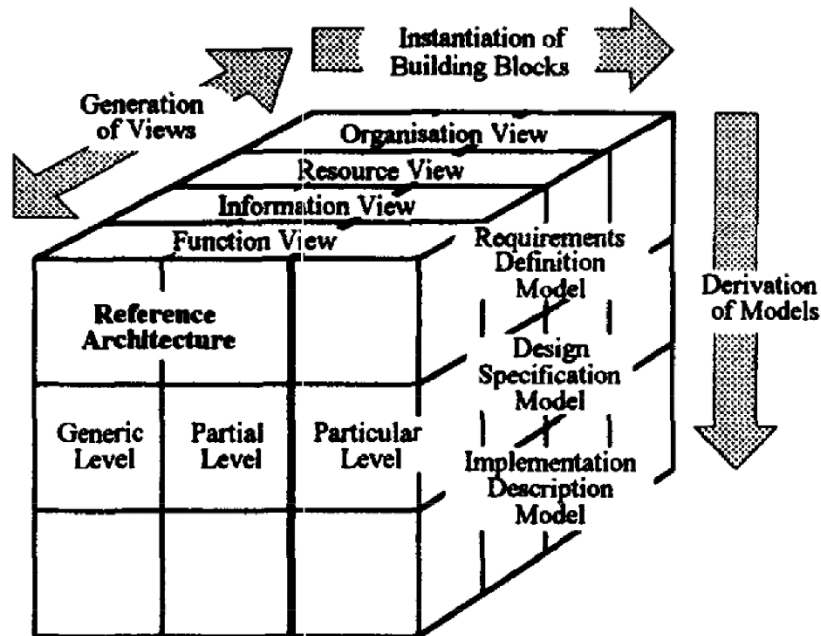 Instantiation of
Building Blocks
Generation
of Views
Organisation View
Resource View
Information View
Function View
Requirements
Definition
Model
Derivation
of Models
Reference
Architecture
Design
Specification
Model
Generic
Level
Partial
Level
Particular
Level
Implementation
Description
Model